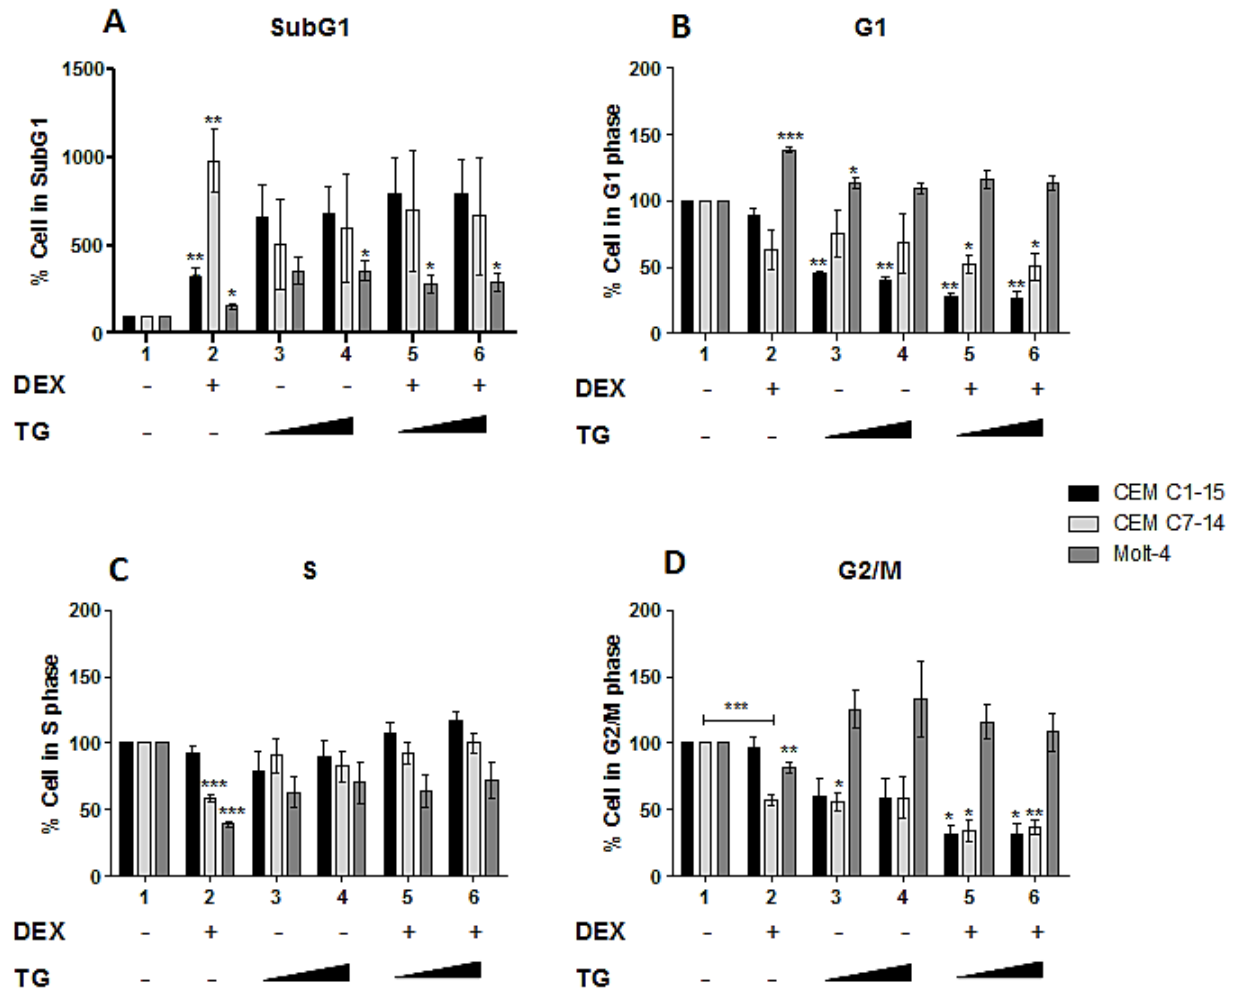 A
SubG1
% Cell in SubG1
1500
1000
500
0
**
**
*
*
*
*
1 2 3 4 5 6
DEX - + - - + +
TG - -
B
G1
% Cell in G1 phase
200
150
100
50
0
***
**
*
**
**
*
**
*
1 2 3 4 5 6
DEX - + - - + +
TG - -
CEM C1-15
CEM C7-14
Molt-4
C
S
% Cell in S phase
200
150
100
50
0
***
***
1 2 3 4 5 6
DEX - + - - + +
TG - -
D
G2/M
% Cell in G2/M phase
200
150
100
50
0
***
**
*
*
*
*
**
1 2 3 4 5 6
DEX - + - - + +
TG - -